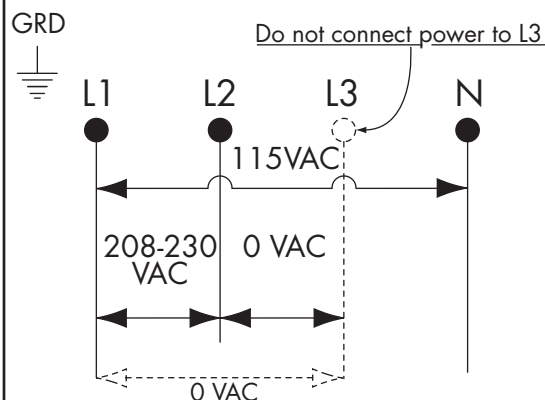 GRD
Do not connect power to L3
L1 L2 L3 N
115VAC
208-230 0 VAC
VAC
0 VAC